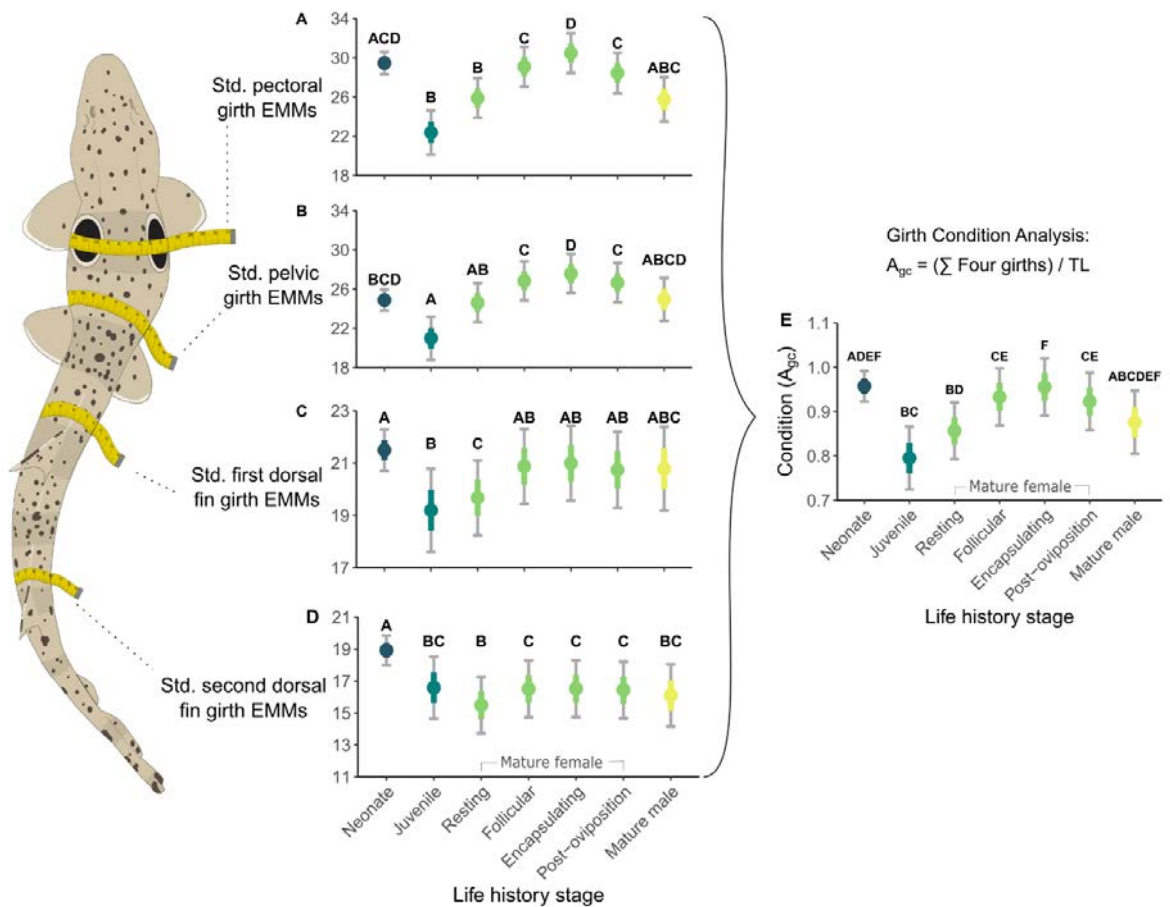 A
34
30
26
22
18
ACD
B
B
C
D
C
ABC
Std. pectoral
girth EMMs
B
34
30
26
22
18
BCD
A
AB
C
D
C
ABCD
Std. pelvic
girth EMMs
C
23
21
19
17
A
B
C
AB
AB
AB
ABC
Std. first dorsal
fin girth EMMs
D
21
19
17
15
13
11
A
BC
B
C
C
C
BC
Std. second dorsal
fin girth EMMs
Mature female
Neonate
Juvenile
Resting
Follicular
Encapsulating
Post-oviposition
Mature male
Life history stage
Girth Condition Analysis:
Agc = (∑ Four girths) / TL
E
Condition (Agc)
1.1
1.0
0.9
0.8
0.7
ADEF
BC
BD
CE
F
CE
ABCDEF
Mature female
Neonate
Juvenile
Resting
Follicular
Encapsulating
Post-oviposition
Mature male
Life history stage